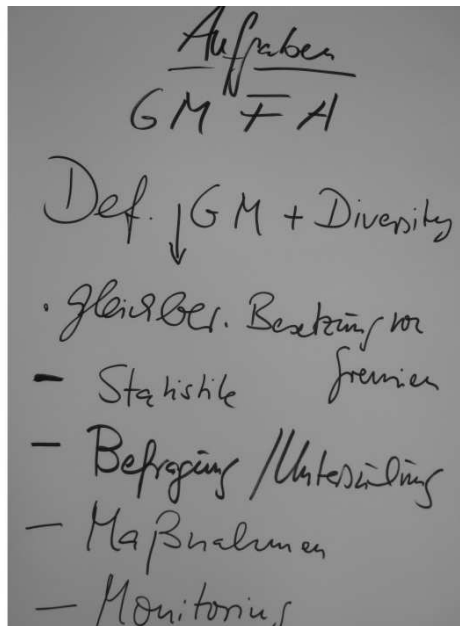 Aufgaben
GM FA
Def. ↓ GM + Diversity
· gleichber. Besetzung von
Gremien
– Statistik
– Befragung / Untersuchung
– Maßnahmen
– Monitoring